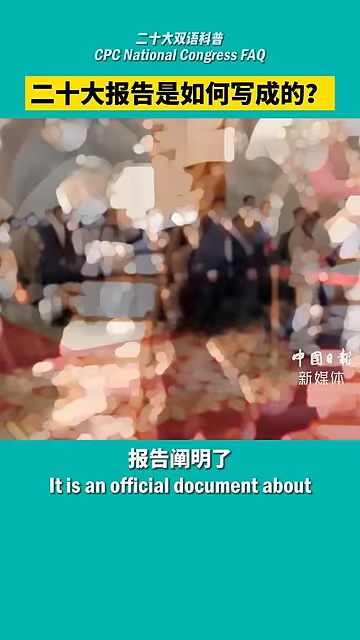 二十大双语科普
CPC National Congress FAQ
二十大报告是如何写成的?
中国日报
新媒体
报告阐明了
It is an official document about